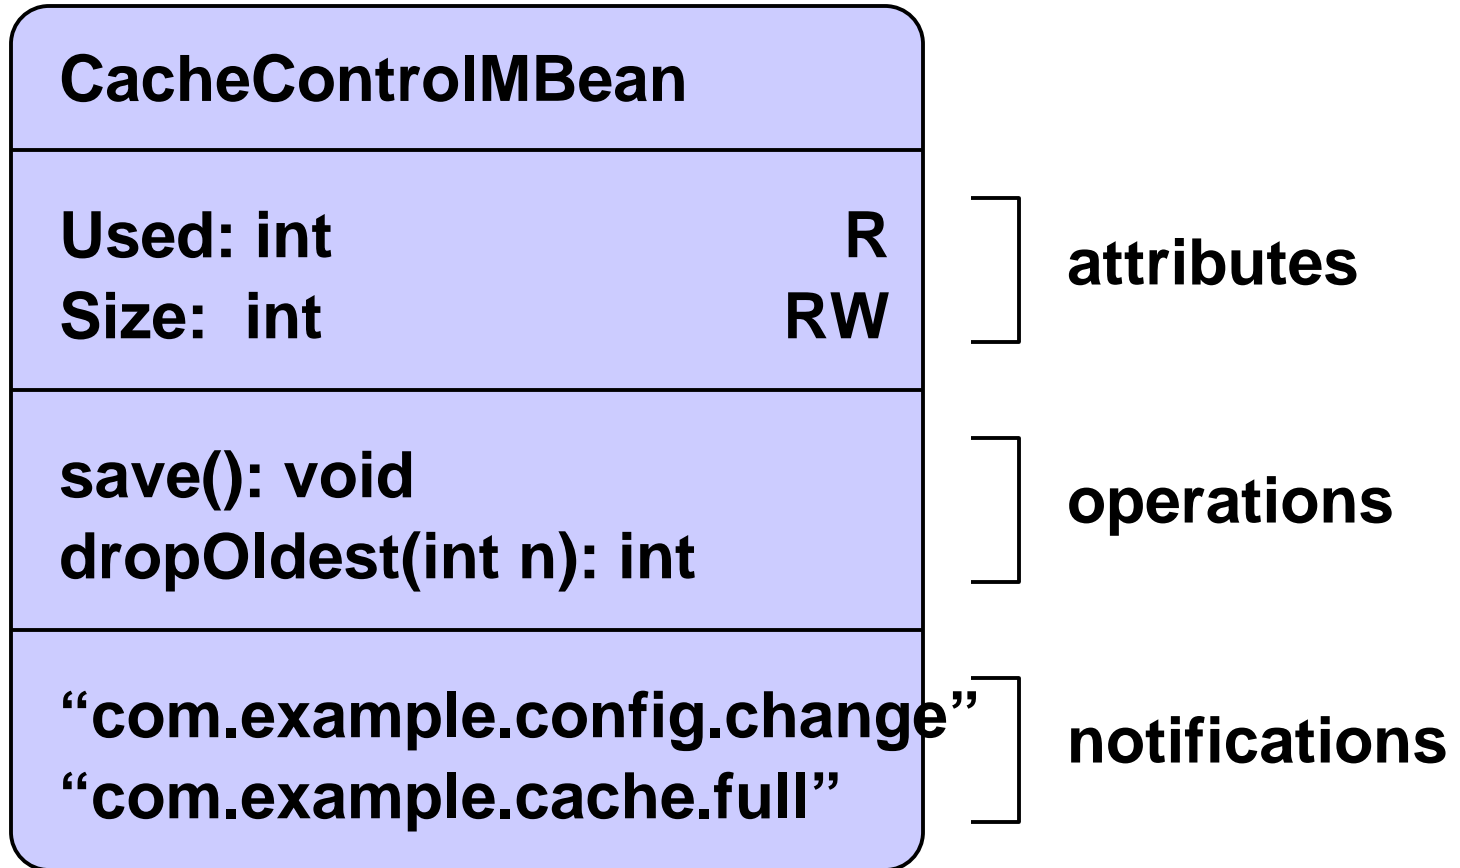 CacheControlMBean
Used: int R
Size: int RW
attributes
save(): void
dropOldest(int n): int
operations
“com.example.config.change”
“com.example.cache.full”
notifications